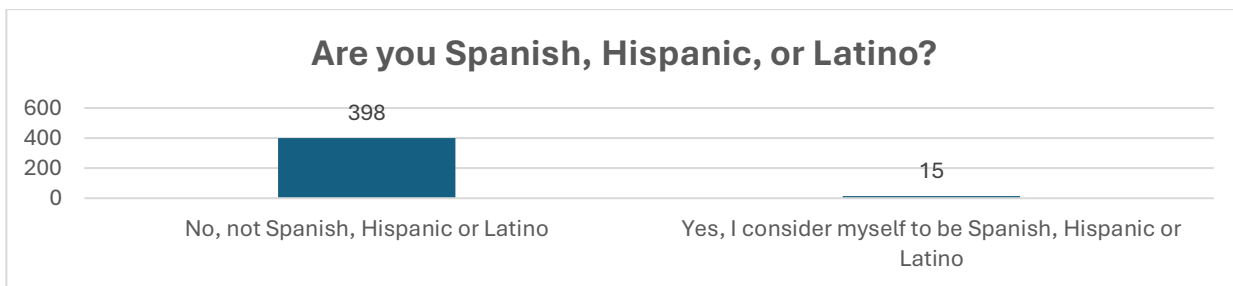 Are you Spanish, Hispanic, or Latino?
600
398
400
200
15
0
No, not Spanish, Hispanic or Latino
Yes, I consider myself to be Spanish, Hispanic or
Latino